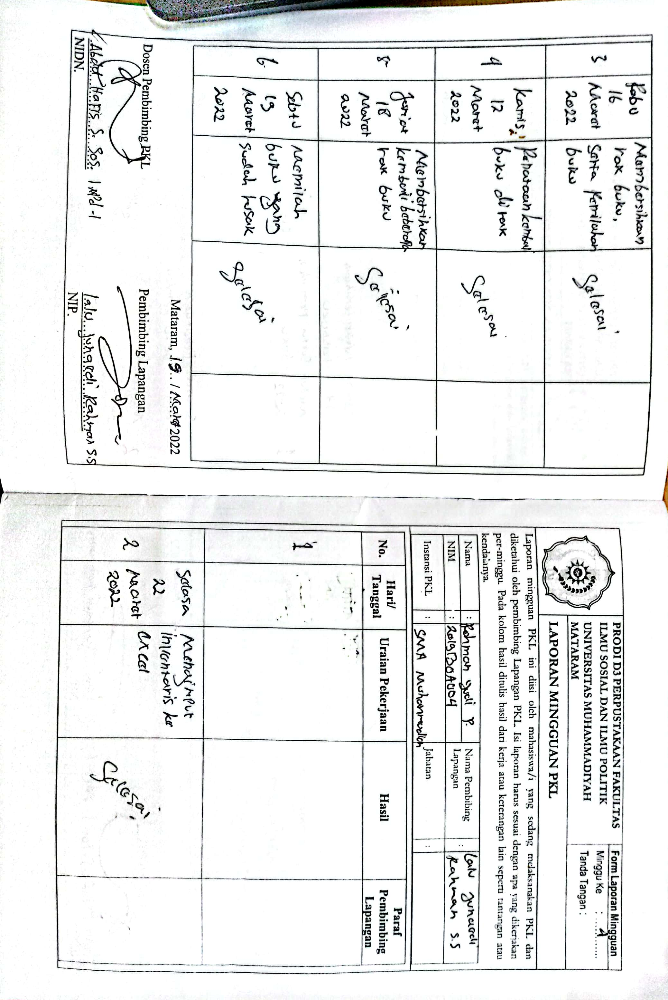 3
Rabu
16
Maret
2022
Membersihkan
rak buku,
Serta Pemilahan
buku
Selesai
4
Kamis
17
Maret
2022
Penataan kembali
buku di rak
Selesai
5
Jum'at
18
Maret
2022
Membersihkan
kembali beberapa
rak buku
Selesai
6
Sabtu
19
Maret
2022
Memilah
buku yang
sudah rusak
Selesai
Mataram, 19 / Maret 2022
Dosen Pembimbing PKL
Pembimbing Lapangan
Abdul Haris S. Sos. I M.Pd-I
Lalu Junaedi Rahman S.S
NIDN.
NIP.
PRODI D3 PERPUSTAKAAN FAKULTAS
ILMU SOSIAL DAN ILMU POLITIK
UNIVERSITAS MUHAMMADIYAH
MATARAM
Form Laporan Mingguan
Minggu Ke : 4
Tanda Tangan :
LAPORAN MINGGUAN PKL
Laporan mingguan PKL ini diisi oleh mahasiswa/i yang sedang melaksanakan PKL dan
diketahui oleh pembimbing Lapangan PKL. Isi laporan harus sesuai dengan apa yang dikerjakan
per-minggu. Pada kolom hasil ditulis hasil dari kerja atau keterangan lain seperti tantangan atau
kendalanya.
Nama : Rohman Yudi P.
Nama Pembibing
Lapangan : Lalu Junaedi
Rahman S.S
NIM : 2019130A004
Instansi PKL : SMA Muhammadiyah
Jabatan :
No.
Hari/
Tanggal
Uraian Pekerjaan
Hasil
Paraf
Pembimbing
Lapangan
1
2
Selasa
22
Maret
2022
Menginput
inventaris ke
excel
Selesai